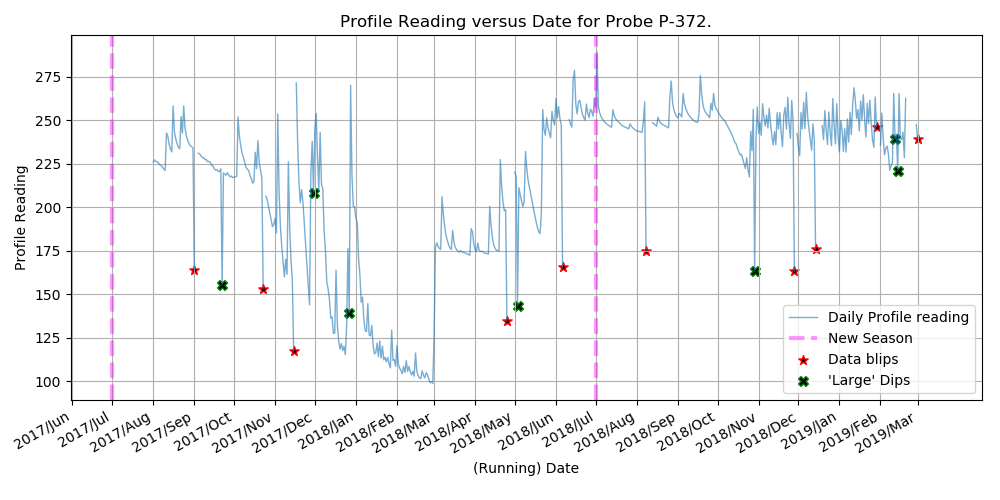 Profile Reading versus Date for Probe P-372.
Profile Reading
275
250
225
200
175
150
125
100
Daily Profile reading
New Season
Data blips
'Large' Dips
2017/Jun
2017/Jul
2017/Aug
2017/Sep
2017/Oct
2017/Nov
2017/Dec
2018/Jan
2018/Feb
2018/Mar
2018/Apr
2018/May
2018/Jun
2018/Jul
2018/Aug
2018/Sep
2018/Oct
2018/Nov
2018/Dec
2019/Jan
2019/Feb
2019/Mar
(Running) Date